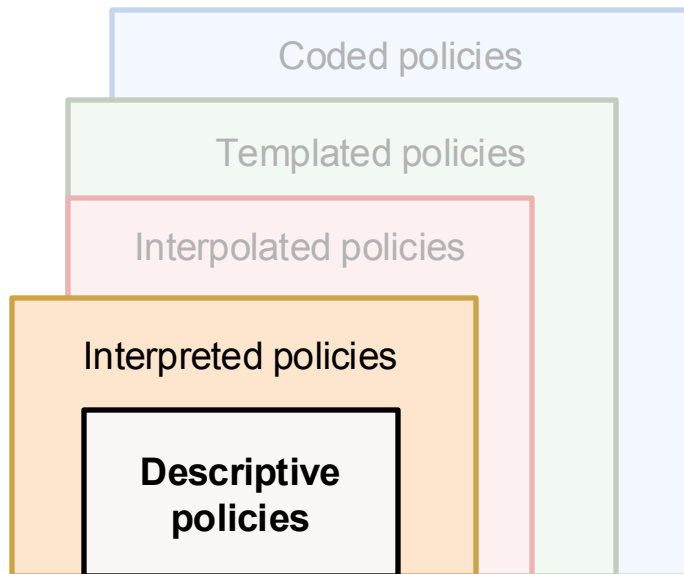 Coded policies
Templated policies
Interpolated policies
Interpreted policies
Descriptive
policies